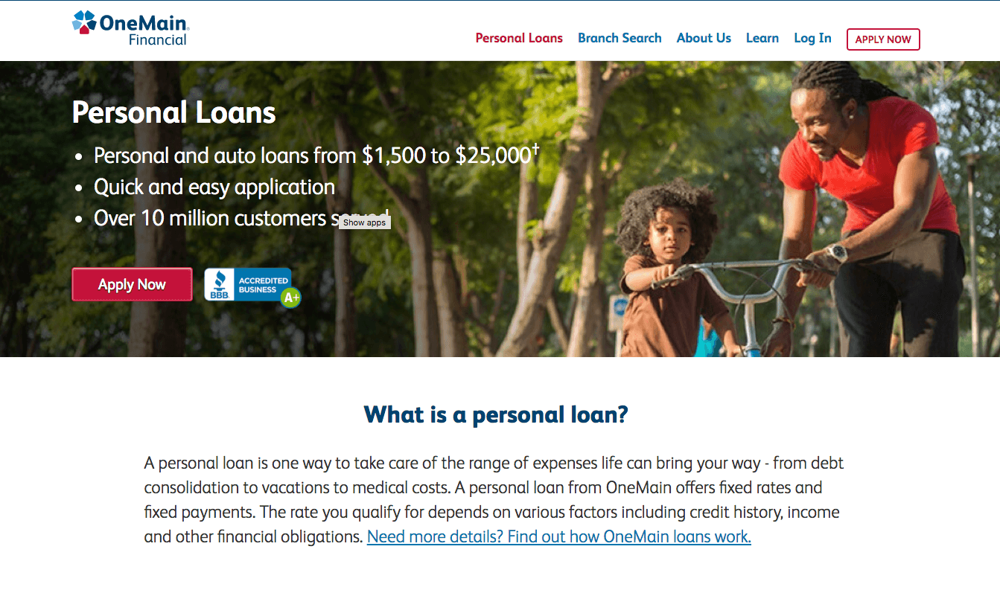 OneMain
Financial
Personal Loans Branch Search About Us Learn Log In APPLY NOW
Personal Loans
• Personal and auto loans from $1,500 to $25,000†
• Quick and easy application
• Over 10 million customers
Show apps
Apply Now
BBB
ACCREDITED
BUSINESS
A+
What is a personal loan?
A personal loan is one way to take care of the range of expenses life can bring your way - from debt
consolidation to vacations to medical costs. A personal loan from OneMain offers fixed rates and
fixed payments. The rate you qualify for depends on various factors including credit history, income
and other financial obligations. Need more details? Find out how OneMain loans work.